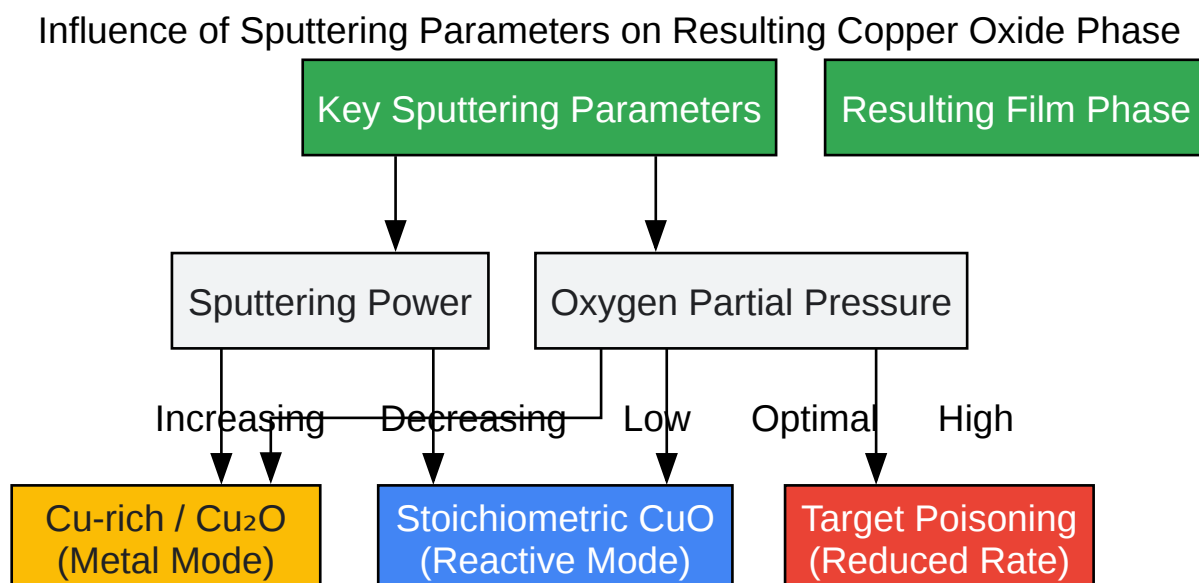 Influence of Sputtering Parameters on Resulting Copper Oxide Phase
Key Sputtering Parameters
Resulting Film Phase
Sputtering Power
Oxygen Partial Pressure
Increasing
Decreasing
Low
Optimal
High
Cu-rich / Cu₂O
(Metal Mode)
Stoichiometric CuO
(Reactive Mode)
Target Poisoning
(Reduced Rate)